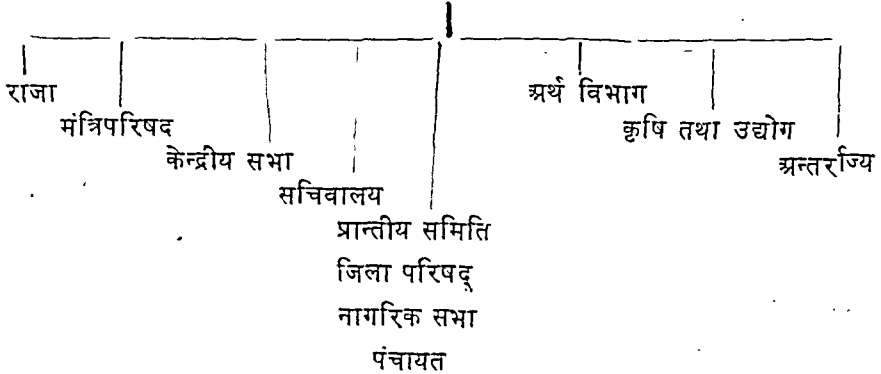 राजा
मंत्रिपरिषद
केन्द्रीय सभा
सचिवालय
प्रान्तीय समिति
जिला परिषद्
नागरिक सभा
पंचायत
अर्थ विभाग
कृषि तथा उद्योग
अन्तर्राज्यि